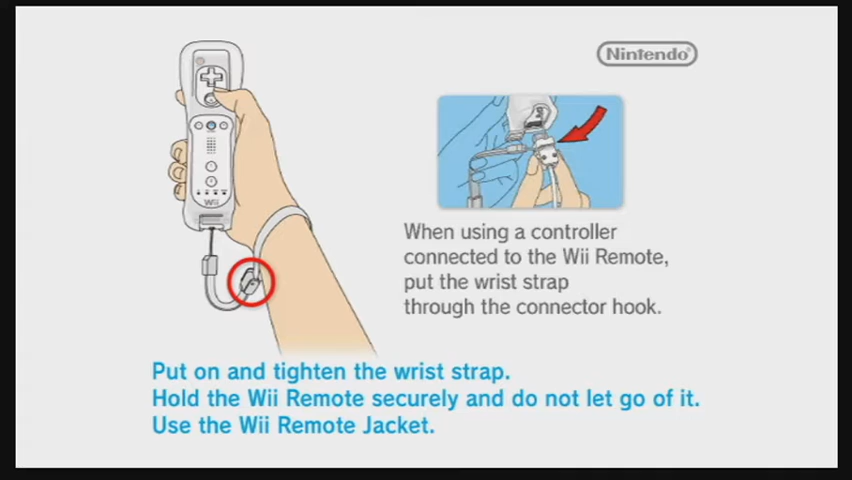 Nintendo®
Wii
When using a controller
connected to the Wii Remote,
put the wrist strap
through the connector hook.
Put on and tighten the wrist strap.
Hold the Wii Remote securely and do not let go of it.
Use the Wii Remote Jacket.